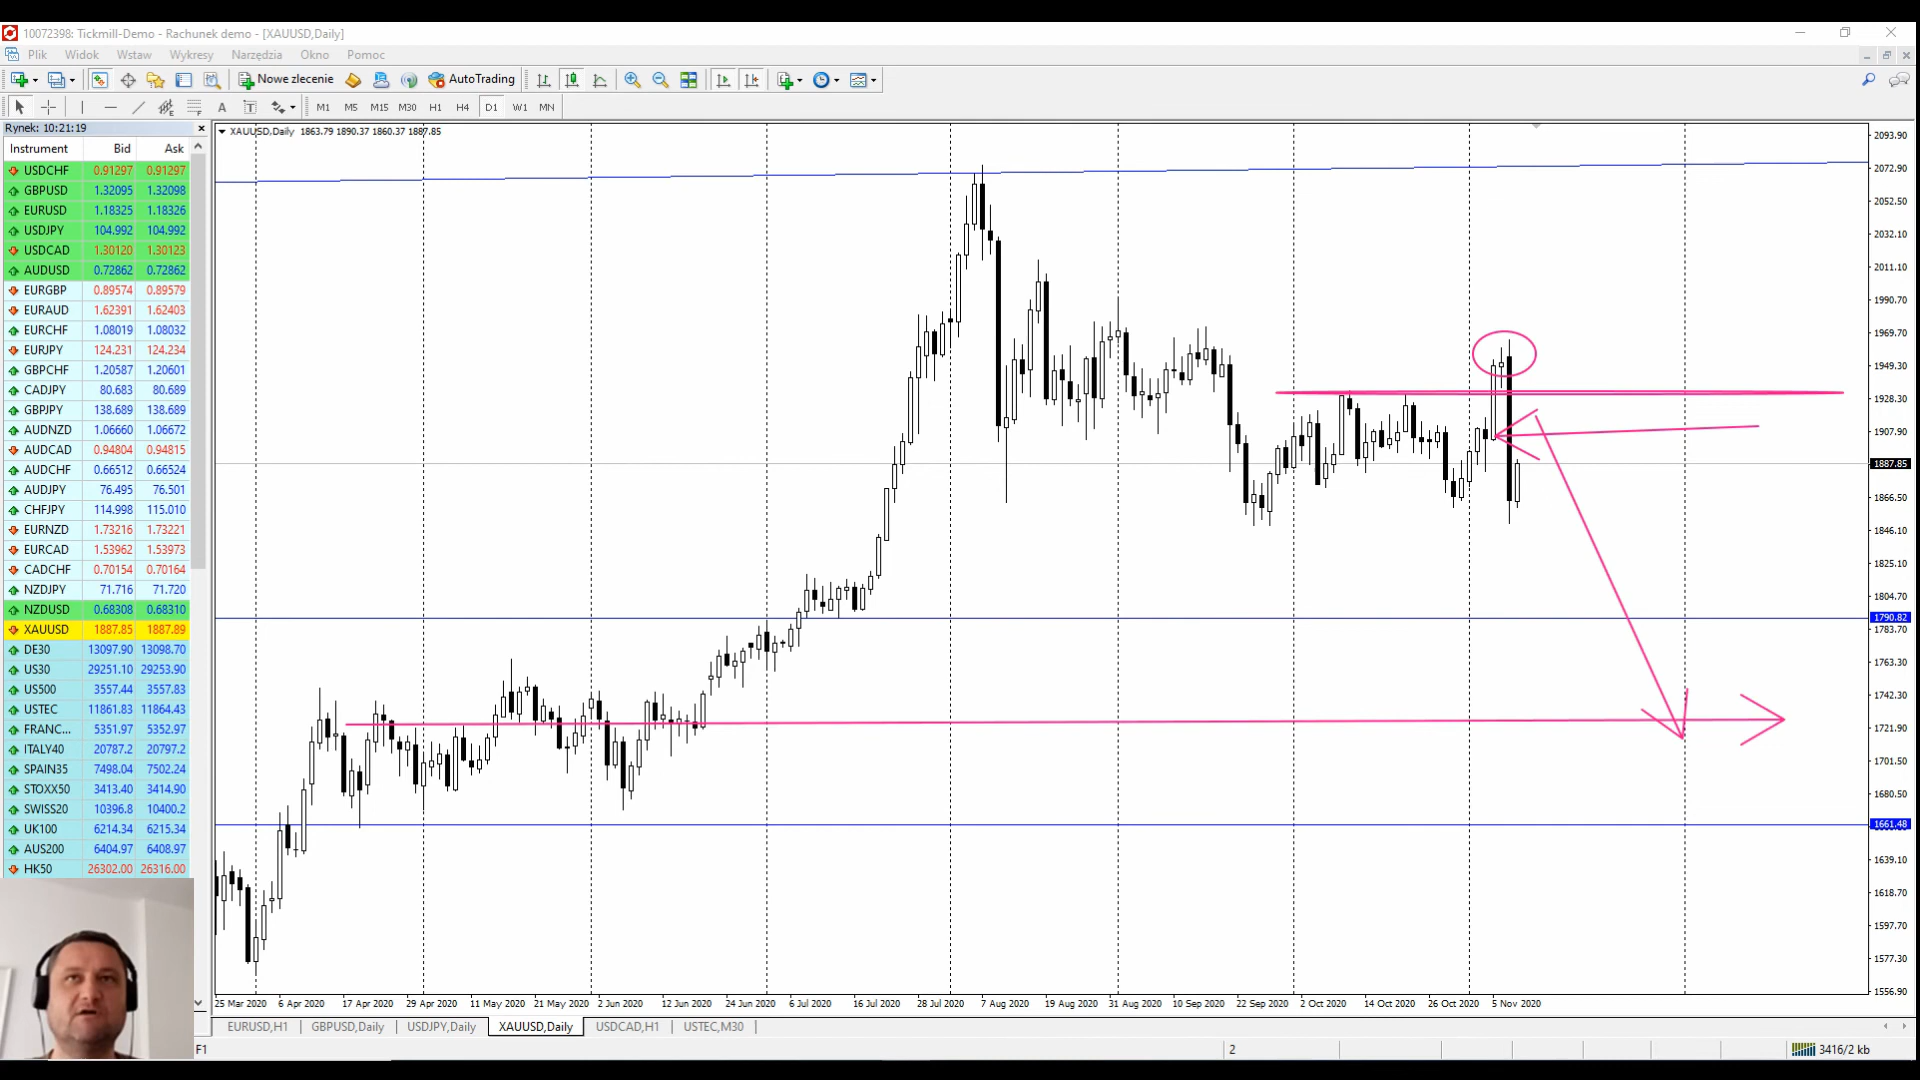 10072398: Tickmill-Demo - Rachunek demo - [XAUUSD,Daily]
Plik Widok Wstaw Wykresy Narzędzia Okno Pomoc
Nowe zlecenie AutoTrading
A T M1 M5 M15 M30 H1 H4 D1 W1 MN
Rynek: 10:21:19
Instrument Bid Ask
USDCHF 0.91297 0.91297
GBPUSD 1.32095 1.32098
EURUSD 1.18325 1.18326
USDJPY 104.992 104.992
USDCAD 1.30120 1.30123
AUDUSD 0.72862 0.72862
EURGBP 0.89574 0.89579
EURAUD 1.62391 1.62403
EURCHF 1.08019 1.08032
EURJPY 124.231 124.234
GBPCHF 1.20587 1.20601
CADJPY 80.683 80.689
GBPJPY 138.689 138.689
AUDNZD 1.06660 1.06672
AUDCAD 0.94804 0.94815
AUDCHF 0.66512 0.66524
AUDJPY 76.495 76.501
CHFJPY 114.998 115.010
EURNZD 1.73216 1.73221
EURCAD 1.53962 1.53973
CADCHF 0.70154 0.70164
NZDJPY 71.716 71.720
NZDUSD 0.68308 0.68310
XAUUSD 1887.85 1887.89
DE30 13097.90 13098.70
US30 29251.10 29253.90
US500 3557.44 3557.83
USTEC 11861.83 11864.43
FRANC... 5351.97 5352.97
ITALY40 20787.2 20797.2
SPAIN35 7498.04 7502.24
STOXX50 3413.40 3414.90
SWISS20 10396.8 10400.2
UK100 6214.34 6215.34
AUS200 6404.97 6408.97
HK50 26302.00 26316.00
XAUUSD,Daily 1863.79 1890.37 1860.37 1887.85
2093.90
2072.90
2052.50
2032.10
2011.10
1990.70
1969.70
1949.30
1928.30
1907.90
1887.85
1866.50
1846.10
1825.10
1804.70
1790.82
1783.70
1763.30
1742.30
1721.90
1701.50
1680.50
1661.48
1639.10
1618.70
1597.70
1577.30
1556.90
25 Mar 2020 6 Apr 2020 17 Apr 2020 29 Apr 2020 11 May 2020 21 May 2020 2 Jun 2020 12 Jun 2020 24 Jun 2020 6 Jul 2020 16 Jul 2020 28 Jul 2020 7 Aug 2020 19 Aug 2020 31 Aug 2020 10 Sep 2020 22 Sep 2020 2 Oct 2020 14 Oct 2020 26 Oct 2020 5 Nov 2020
EURUSD,H1 GBPUSD,Daily USDJPY,Daily XAUUSD,Daily USDCAD,H1 USTEC,M30
F1 2 3416/2 kb